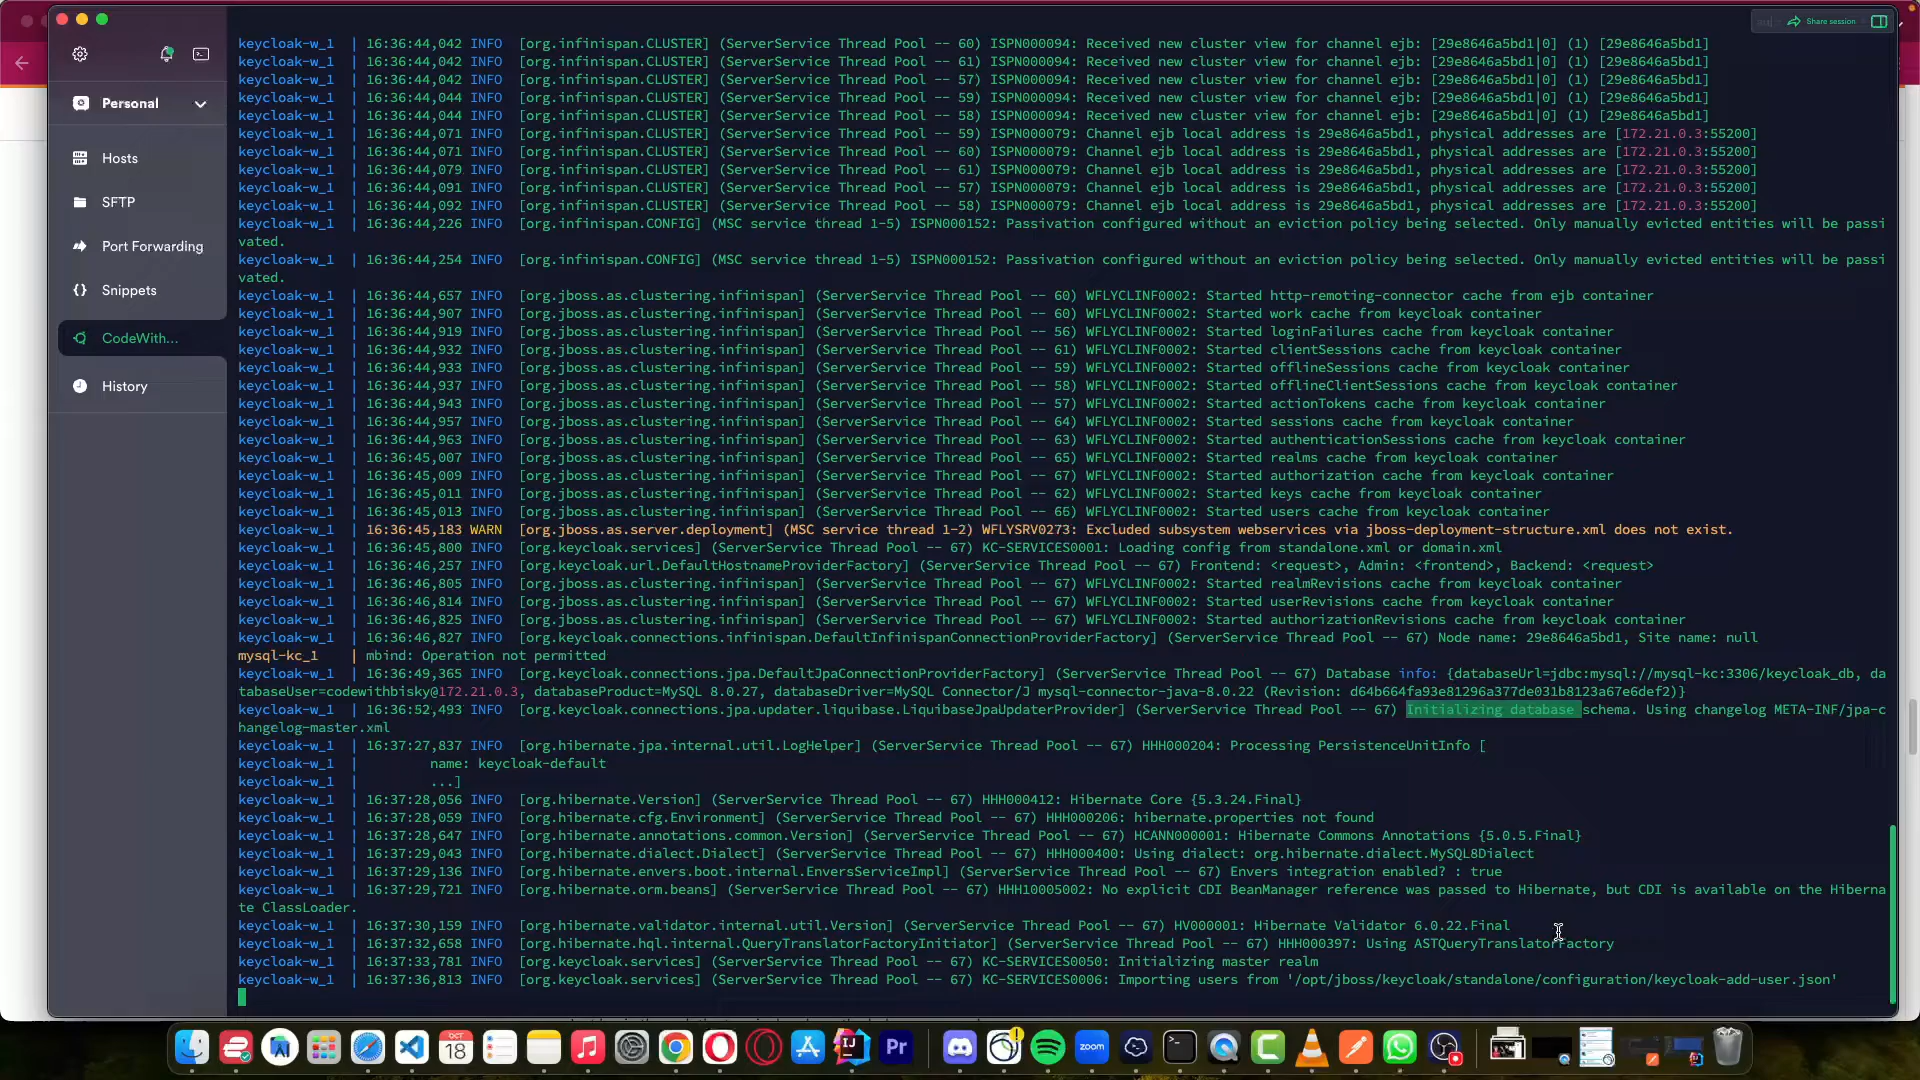 Share session
Personal
Hosts
SFTP
Port Forwarding
Snippets
CodeWith...
History
keycloak-w_1 | 16:36:44,042 INFO [org.infinispan.CLUSTER] (ServerService Thread Pool -- 60) ISPN000094: Received new cluster view for channel ejb: [29e8646a5bd1|0] (1) [29e8646a5bd1]
keycloak-w_1 | 16:36:44,042 INFO [org.infinispan.CLUSTER] (ServerService Thread Pool -- 61) ISPN000094: Received new cluster view for channel ejb: [29e8646a5bd1|0] (1) [29e8646a5bd1]
keycloak-w_1 | 16:36:44,042 INFO [org.infinispan.CLUSTER] (ServerService Thread Pool -- 57) ISPN000094: Received new cluster view for channel ejb: [29e8646a5bd1|0] (1) [29e8646a5bd1]
keycloak-w_1 | 16:36:44,044 INFO [org.infinispan.CLUSTER] (ServerService Thread Pool -- 59) ISPN000094: Received new cluster view for channel ejb: [29e8646a5bd1|0] (1) [29e8646a5bd1]
keycloak-w_1 | 16:36:44,044 INFO [org.infinispan.CLUSTER] (ServerService Thread Pool -- 58) ISPN000094: Received new cluster view for channel ejb: [29e8646a5bd1|0] (1) [29e8646a5bd1]
keycloak-w_1 | 16:36:44,071 INFO [org.infinispan.CLUSTER] (ServerService Thread Pool -- 59) ISPN000079: Channel ejb local address is 29e8646a5bd1, physical addresses are [172.21.0.3:55200]
keycloak-w_1 | 16:36:44,071 INFO [org.infinispan.CLUSTER] (ServerService Thread Pool -- 60) ISPN000079: Channel ejb local address is 29e8646a5bd1, physical addresses are [172.21.0.3:55200]
keycloak-w_1 | 16:36:44,079 INFO [org.infinispan.CLUSTER] (ServerService Thread Pool -- 61) ISPN000079: Channel ejb local address is 29e8646a5bd1, physical addresses are [172.21.0.3:55200]
keycloak-w_1 | 16:36:44,091 INFO [org.infinispan.CLUSTER] (ServerService Thread Pool -- 57) ISPN000079: Channel ejb local address is 29e8646a5bd1, physical addresses are [172.21.0.3:55200]
keycloak-w_1 | 16:36:44,092 INFO [org.infinispan.CLUSTER] (ServerService Thread Pool -- 58) ISPN000079: Channel ejb local address is 29e8646a5bd1, physical addresses are [172.21.0.3:55200]
keycloak-w_1 | 16:36:44,226 INFO [org.infinispan.CONFIG] (MSC service thread 1-5) ISPN000152: Passivation configured without an eviction policy being selected. Only manually evicted entities will be passi
vated.
keycloak-w_1 | 16:36:44,254 INFO [org.infinispan.CONFIG] (MSC service thread 1-5) ISPN000152: Passivation configured without an eviction policy being selected. Only manually evicted entities will be passi
vated.
keycloak-w_1 | 16:36:44,657 INFO [org.jboss.as.clustering.infinispan] (ServerService Thread Pool -- 60) WFLYCLINF0002: Started http-remoting-connector cache from ejb container
keycloak-w_1 | 16:36:44,907 INFO [org.jboss.as.clustering.infinispan] (ServerService Thread Pool -- 60) WFLYCLINF0002: Started work cache from keycloak container
keycloak-w_1 | 16:36:44,919 INFO [org.jboss.as.clustering.infinispan] (ServerService Thread Pool -- 56) WFLYCLINF0002: Started loginFailures cache from keycloak container
keycloak-w_1 | 16:36:44,932 INFO [org.jboss.as.clustering.infinispan] (ServerService Thread Pool -- 61) WFLYCLINF0002: Started clientSessions cache from keycloak container
keycloak-w_1 | 16:36:44,933 INFO [org.jboss.as.clustering.infinispan] (ServerService Thread Pool -- 59) WFLYCLINF0002: Started offlineSessions cache from keycloak container
keycloak-w_1 | 16:36:44,937 INFO [org.jboss.as.clustering.infinispan] (ServerService Thread Pool -- 58) WFLYCLINF0002: Started offlineClientSessions cache from keycloak container
keycloak-w_1 | 16:36:44,943 INFO [org.jboss.as.clustering.infinispan] (ServerService Thread Pool -- 57) WFLYCLINF0002: Started actionTokens cache from keycloak container
keycloak-w_1 | 16:36:44,957 INFO [org.jboss.as.clustering.infinispan] (ServerService Thread Pool -- 64) WFLYCLINF0002: Started sessions cache from keycloak container
keycloak-w_1 | 16:36:44,963 INFO [org.jboss.as.clustering.infinispan] (ServerService Thread Pool -- 63) WFLYCLINF0002: Started authenticationSessions cache from keycloak container
keycloak-w_1 | 16:36:45,007 INFO [org.jboss.as.clustering.infinispan] (ServerService Thread Pool -- 65) WFLYCLINF0002: Started realms cache from keycloak container
keycloak-w_1 | 16:36:45,009 INFO [org.jboss.as.clustering.infinispan] (ServerService Thread Pool -- 67) WFLYCLINF0002: Started authorization cache from keycloak container
keycloak-w_1 | 16:36:45,011 INFO [org.jboss.as.clustering.infinispan] (ServerService Thread Pool -- 62) WFLYCLINF0002: Started keys cache from keycloak container
keycloak-w_1 | 16:36:45,013 INFO [org.jboss.as.clustering.infinispan] (ServerService Thread Pool -- 66) WFLYCLINF0002: Started users cache from keycloak container
keycloak-w_1 | 16:36:45,183 WARN [org.jboss.as.server.deployment] (MSC service thread 1-2) WFLYSRV0273: Excluded subsystem webservices via jboss-deployment-structure.xml does not exist.
keycloak-w_1 | 16:36:45,800 INFO [org.keycloak.services] (ServerService Thread Pool -- 67) KC-SERVICES0001: Loading config from standalone.xml or domain.xml
keycloak-w_1 | 16:36:46,257 INFO [org.keycloak.url.DefaultHostnameProviderFactory] (ServerService Thread Pool -- 67) Frontend: <request>, Admin: <frontend>, Backend: <request>
keycloak-w_1 | 16:36:46,805 INFO [org.jboss.as.clustering.infinispan] (ServerService Thread Pool -- 67) WFLYCLINF0002: Started realmRevisions cache from keycloak container
keycloak-w_1 | 16:36:46,814 INFO [org.jboss.as.clustering.infinispan] (ServerService Thread Pool -- 67) WFLYCLINF0002: Started userRevisions cache from keycloak container
keycloak-w_1 | 16:36:46,825 INFO [org.jboss.as.clustering.infinispan] (ServerService Thread Pool -- 67) WFLYCLINF0002: Started authorizationRevisions cache from keycloak container
keycloak-w_1 | 16:36:46,827 INFO [org.keycloak.connections.infinispan.DefaultInfinispanConnectionProviderFactory] (ServerService Thread Pool -- 67) Node name: 29e8646a5bd1, Site name: null
mysql-kc_1 | mbind: Operation not permitted
keycloak-w_1 | 16:36:49,365 INFO [org.keycloak.connections.jpa.DefaultJpaConnectionProviderFactory] (ServerService Thread Pool -- 67) Database info: {databaseUrl=jdbc:mysql://mysql-kc:3306/keycloak_db, da
tabaseUser=codewithbisky@172.21.0.3, databaseProduct=MySQL 8.0.27, databaseDriver=MySQL Connector/J mysql-connector-java-8.0.22 (Revision: d64b664fa93e81296a377de031b8123a67e6def2)}
keycloak-w_1 | 16:36:52,493 INFO [org.keycloak.connections.jpa.updater.liquibase.LiquibaseJpaUpdaterProvider] (ServerService Thread Pool -- 67) Initializing database schema. Using changelog META-INF/jpa-c
hangelog-master.xml
keycloak-w_1 | 16:37:27,837 INFO [org.hibernate.jpa.internal.util.LogHelper] (ServerService Thread Pool -- 67) HHH000204: Processing PersistenceUnitInfo [
keycloak-w_1 | name: keycloak-default
keycloak-w_1 | ...]
keycloak-w_1 | 16:37:28,056 INFO [org.hibernate.Version] (ServerService Thread Pool -- 67) HHH000412: Hibernate Core {5.3.24.Final}
keycloak-w_1 | 16:37:28,059 INFO [org.hibernate.cfg.Environment] (ServerService Thread Pool -- 67) HHH000206: hibernate.properties not found
keycloak-w_1 | 16:37:28,647 INFO [org.hibernate.annotations.common.Version] (ServerService Thread Pool -- 67) HCANN000001: Hibernate Commons Annotations {5.0.5.Final}
keycloak-w_1 | 16:37:29,043 INFO [org.hibernate.dialect.Dialect] (ServerService Thread Pool -- 67) HHH000400: Using dialect: org.hibernate.dialect.MySQL8Dialect
keycloak-w_1 | 16:37:29,136 INFO [org.hibernate.envers.boot.internal.EnversServiceImpl] (ServerService Thread Pool -- 67) Envers integration enabled? : true
keycloak-w_1 | 16:37:29,721 INFO [org.hibernate.orm.beans] (ServerService Thread Pool -- 67) HHH10005002: No explicit CDI BeanManager reference was passed to Hibernate, but CDI is available on the Hiberna
te ClassLoader.
keycloak-w_1 | 16:37:30,159 INFO [org.hibernate.validator.internal.util.Version] (ServerService Thread Pool -- 67) HV000001: Hibernate Validator 6.0.22.Final
keycloak-w_1 | 16:37:32,658 INFO [org.hibernate.hql.internal.QueryTranslatorFactoryInitiator] (ServerService Thread Pool -- 67) HHH000397: Using ASTQueryTranslatorFactory
keycloak-w_1 | 16:37:33,781 INFO [org.keycloak.services] (ServerService Thread Pool -- 67) KC-SERVICES0050: Initializing master realm
keycloak-w_1 | 16:37:36,813 INFO [org.keycloak.services] (ServerService Thread Pool -- 67) KC-SERVICES0006: Importing users from '/opt/jboss/keycloak/standalone/configuration/keycloak-add-user.json'
OCT
18
IJ
Pr
zoom